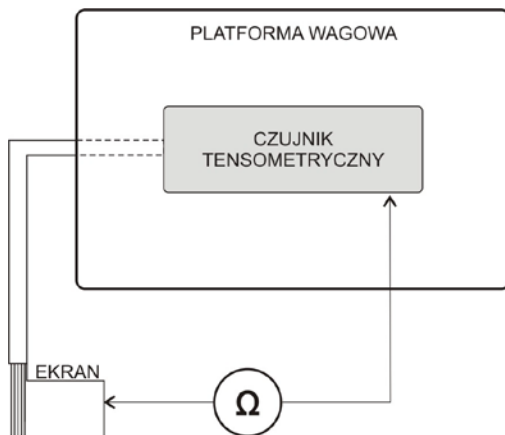 PLATFORMA WAGOWA
CZUJNIK
TENSOMETRYCZNY
EKRAN
Ω